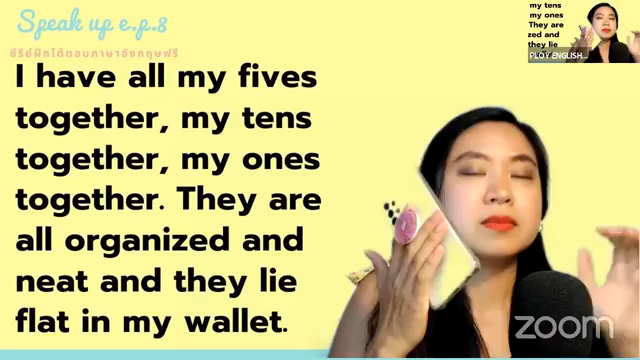 Speak up e.p.8
ซีรีย์ฝึกโต้ตอบภาษาอังกฤษฟรี
I have all my fives
together, my tens
together, my ones
together. They are
all organized and
neat and they lie
flat in my wallet.
my tens
my ones
They are
zed and
they lie
PLOY ENGLISH...
zoom